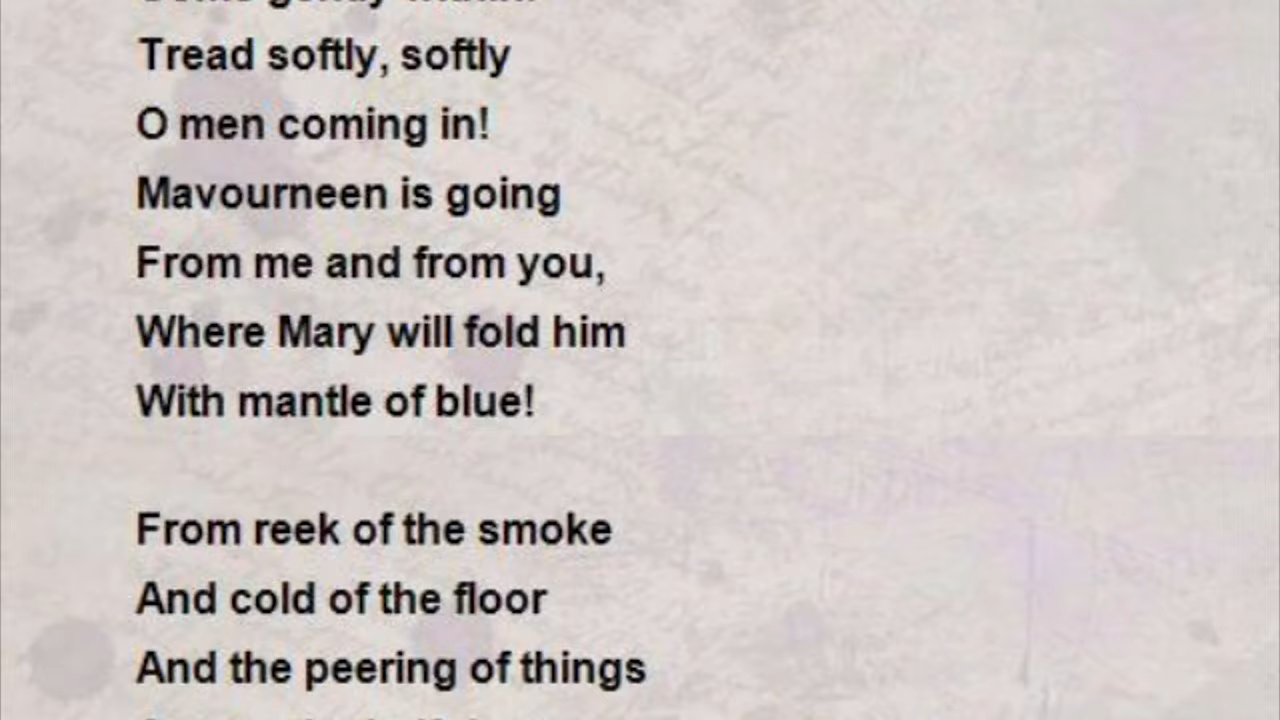 Tread softly, softly
O men coming in!
Mavourneen is going
From me and from you,
Where Mary will fold him
With mantle of blue!
From reek of the smoke
And cold of the floor
And the peering of things